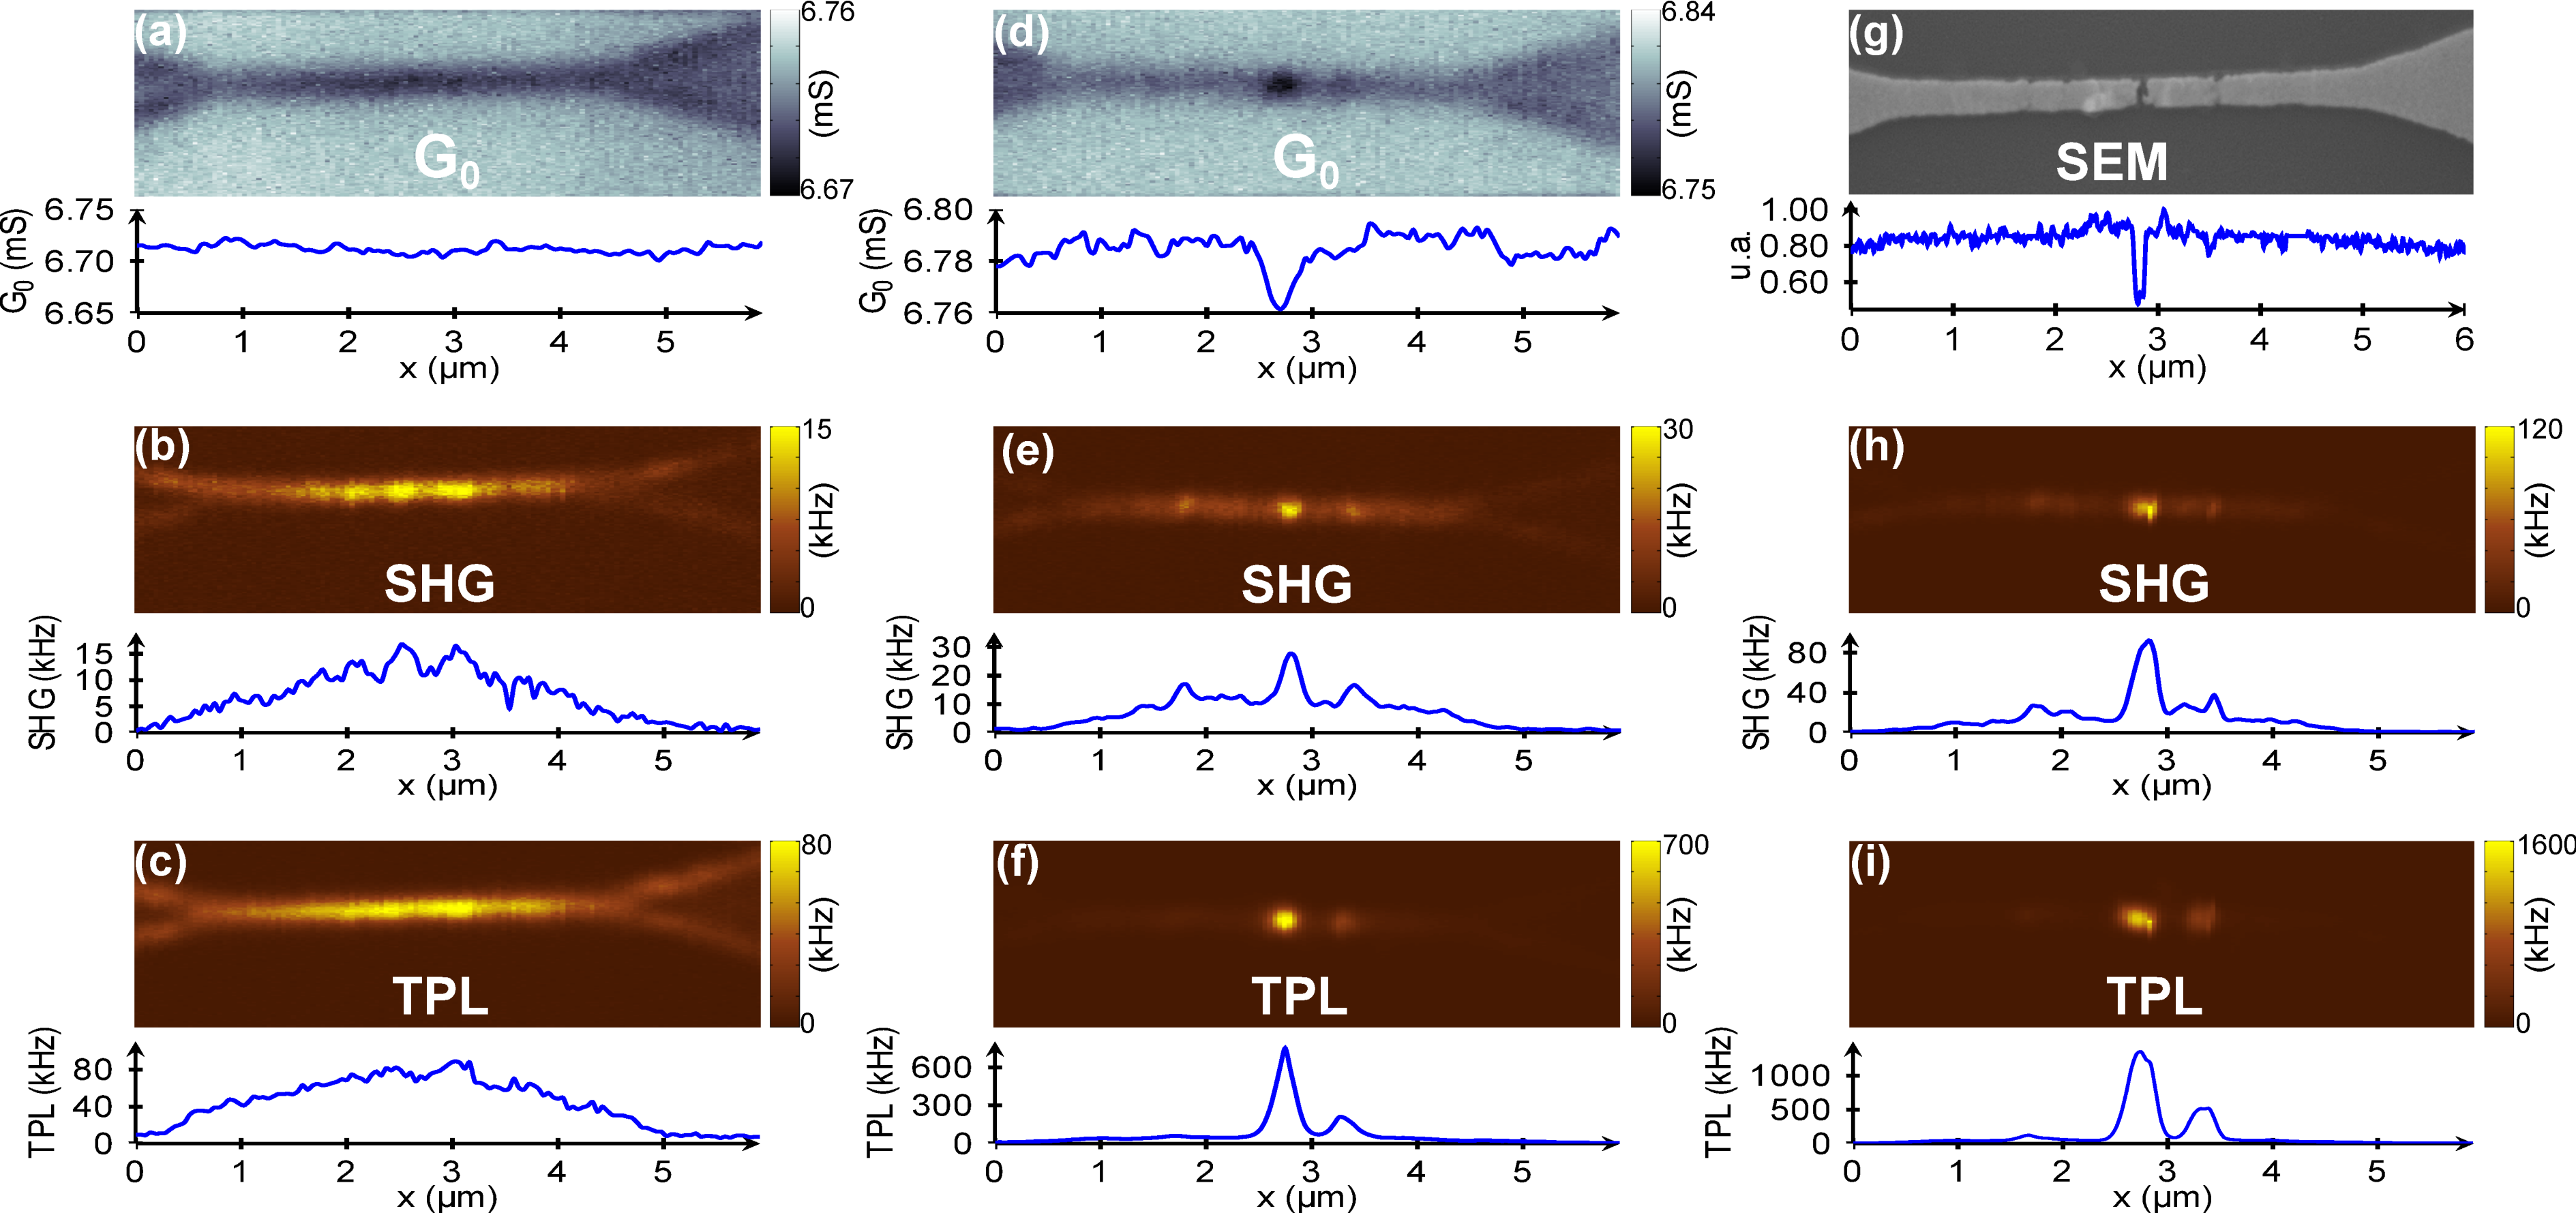 (a)
G0
6.76
(mS)
6.67
G0 (mS)
6.75
6.70
6.65
0 1 2 3 4 5
x (µm)
(d)
G0
6.84
(mS)
6.75
G0 (mS)
6.80
6.78
6.76
0 1 2 3 4 5
x (µm)
(g)
SEM
u.a.
1.00
0.80
0.60
0 1 2 3 4 5 6
x (µm)
(b)
SHG
15
(kHz)
0
SHG (kHz)
15
10
5
0
0 1 2 3 4 5
x (µm)
(e)
SHG
30
(kHz)
0
SHG (kHz)
30
20
10
0
0 1 2 3 4 5
x (µm)
(h)
SHG
120
(kHz)
0
SHG (kHz)
80
40
0
0 1 2 3 4 5
x (µm)
(c)
TPL
80
(kHz)
0
TPL (kHz)
80
40
0
0 1 2 3 4 5
x (µm)
(f)
TPL
700
(kHz)
0
TPL (kHz)
600
300
0
0 1 2 3 4 5
x (µm)
(i)
TPL
1600
(kHz)
0
TPL (kHz)
1000
500
0
0 1 2 3 4 5
x (µm)